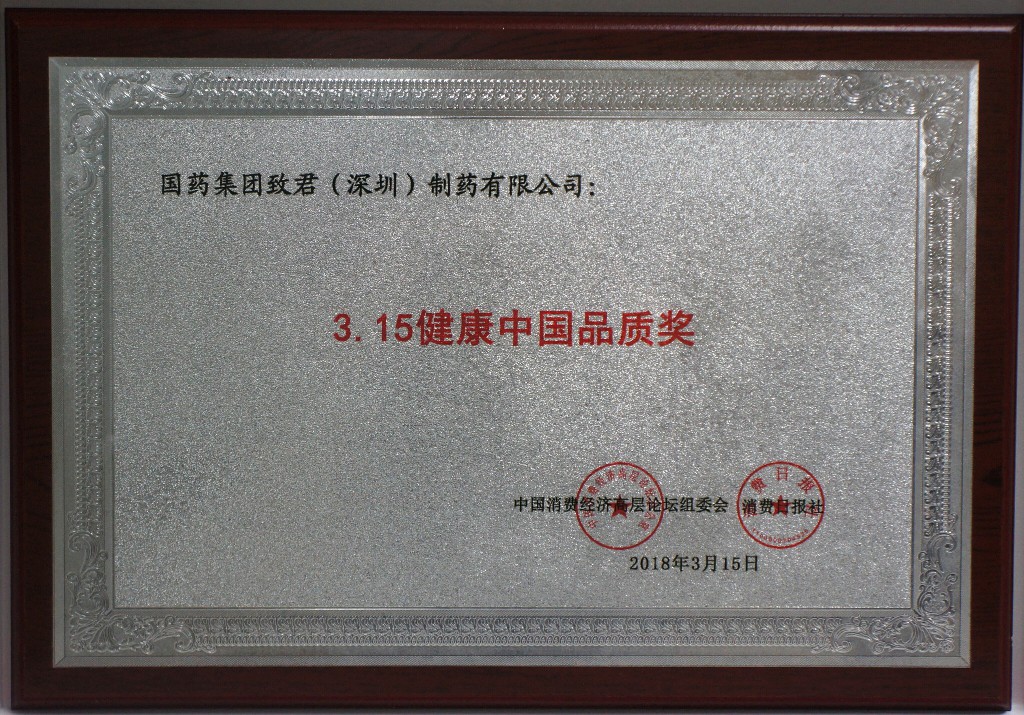 国药集团致君（深圳）制药有限公司：
3.15健康中国品质奖
中国消费经济高层论坛组委会 消费日报社
2018年3月15日